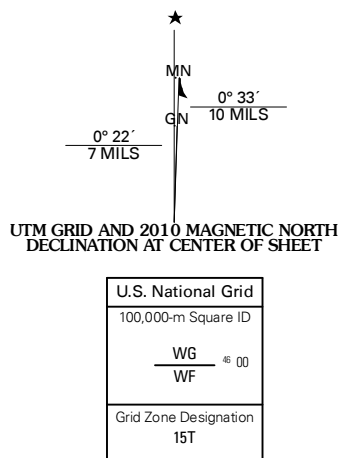 ★
MN
0° 33´
10 MILS
GN
0° 22´
7 MILS
UTM GRID AND 2010 MAGNETIC NORTH
DECLINATION AT CENTER OF SHEET
U.S. National Grid
100,000-m Square ID
WG
46 00
WF
Grid Zone Designation
15T